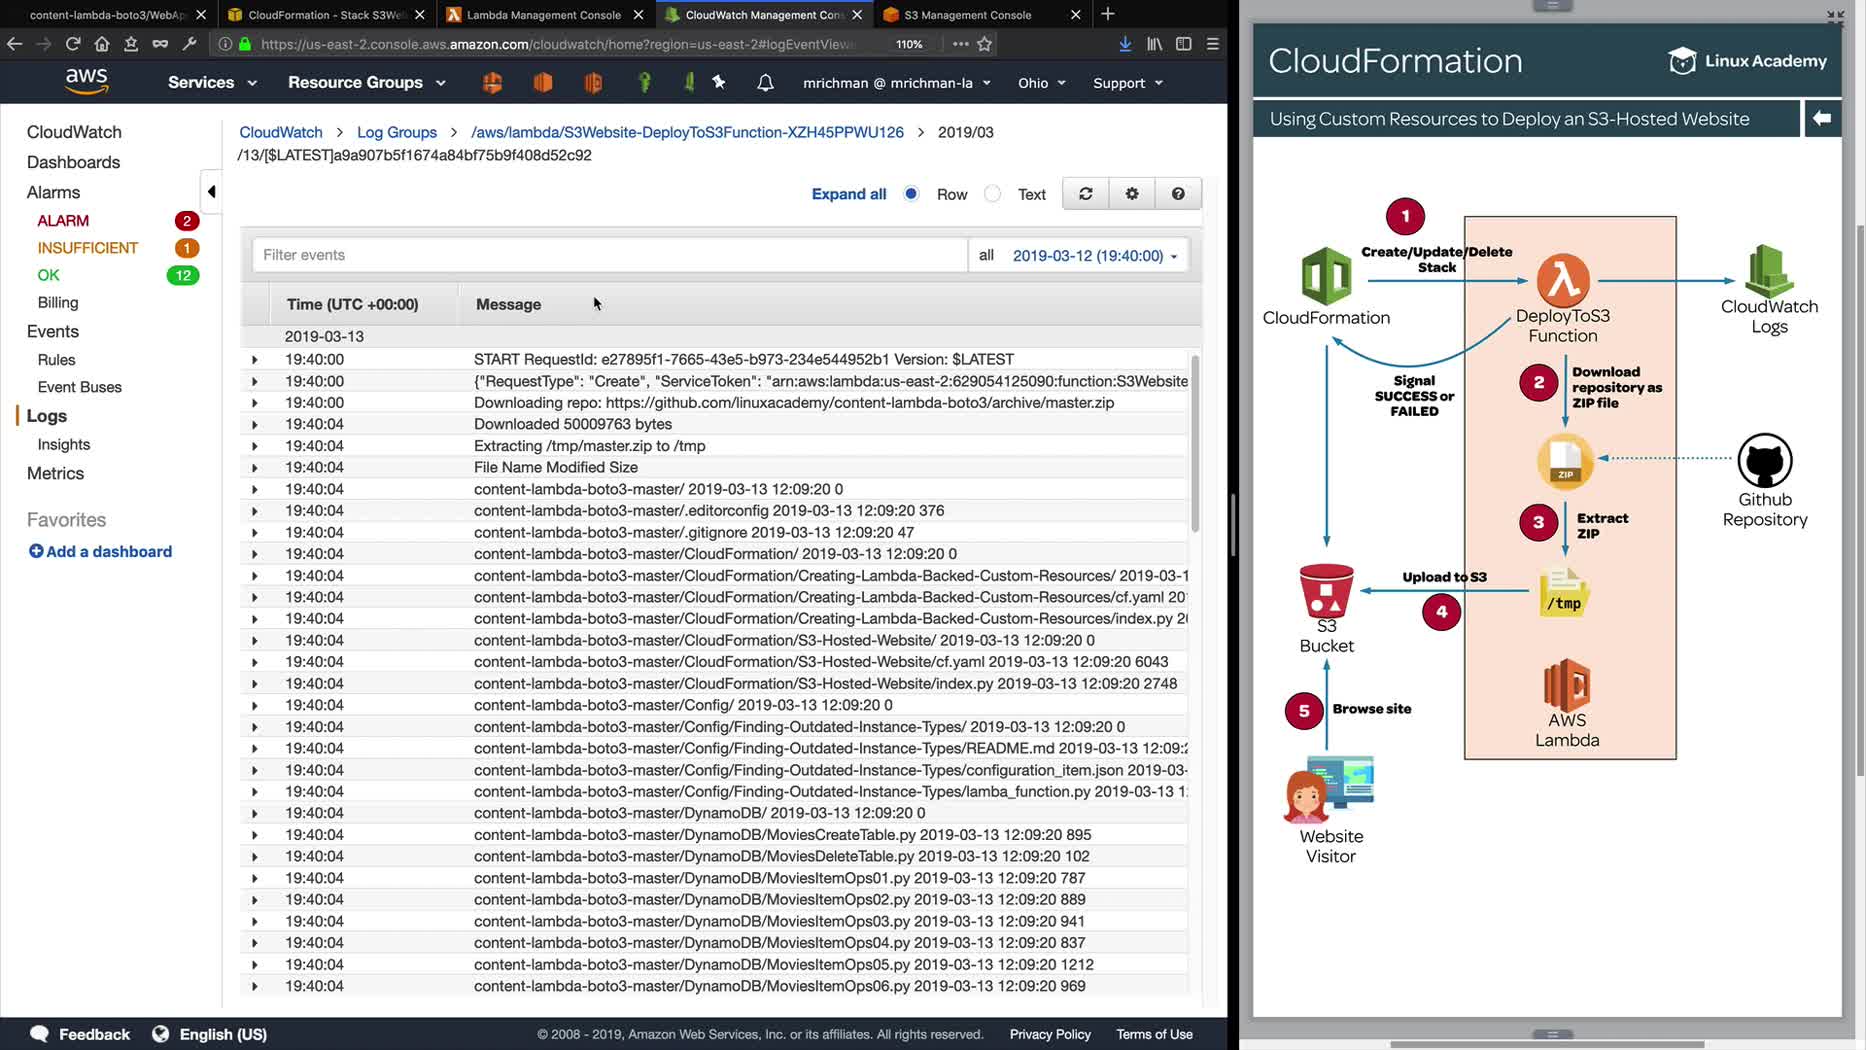 content-lambda-boto3/WebAp
CloudFormation - Stack S3Web
Lambda Management Console
CloudWatch Management Con
S3 Management Console
https://us-east-2.console.aws.amazon.com/cloudwatch/home?region=us-east-2#logEventView
110%
aws
Services
Resource Groups
mrichman @ mrichman-la
Ohio
Support
CloudWatch
Dashboards
Alarms
ALARM 2
INSUFFICIENT 1
OK 12
Billing
Events
Rules
Event Buses
Logs
Insights
Metrics
Favorites
Add a dashboard
CloudWatch > Log Groups > /aws/lambda/S3Website-DeployToS3Function-XZH45PPWU126 > 2019/03
/13/[$LATEST]a9a907b5f1674a84bf75b9f408d52c92
Expand all Row Text
Filter events
all 2019-03-12 (19:40:00)
Time (UTC +00:00) Message
2019-03-13
19:40:00 START RequestId: e27895f1-7665-43e5-b973-234e544952b1 Version: $LATEST
19:40:00 {"RequestType": "Create", "ServiceToken": "arn:aws:lambda:us-east-2:629054125090:function:S3Website
19:40:00 Downloading repo: https://github.com/linuxacademy/content-lambda-boto3/archive/master.zip
19:40:04 Downloaded 50009763 bytes
19:40:04 Extracting /tmp/master.zip to /tmp
19:40:04 File Name Modified Size
19:40:04 content-lambda-boto3-master/ 2019-03-13 12:09:20 0
19:40:04 content-lambda-boto3-master/.editorconfig 2019-03-13 12:09:20 376
19:40:04 content-lambda-boto3-master/.gitignore 2019-03-13 12:09:20 47
19:40:04 content-lambda-boto3-master/CloudFormation/ 2019-03-13 12:09:20 0
19:40:04 content-lambda-boto3-master/CloudFormation/Creating-Lambda-Backed-Custom-Resources/ 2019-03-1
19:40:04 content-lambda-boto3-master/CloudFormation/Creating-Lambda-Backed-Custom-Resources/cf.yaml 201
19:40:04 content-lambda-boto3-master/CloudFormation/Creating-Lambda-Backed-Custom-Resources/index.py 20
19:40:04 content-lambda-boto3-master/CloudFormation/S3-Hosted-Website/ 2019-03-13 12:09:20 0
19:40:04 content-lambda-boto3-master/CloudFormation/S3-Hosted-Website/cf.yaml 2019-03-13 12:09:20 6043
19:40:04 content-lambda-boto3-master/CloudFormation/S3-Hosted-Website/index.py 2019-03-13 12:09:20 2748
19:40:04 content-lambda-boto3-master/Config/ 2019-03-13 12:09:20 0
19:40:04 content-lambda-boto3-master/Config/Finding-Outdated-Instance-Types/ 2019-03-13 12:09:20 0
19:40:04 content-lambda-boto3-master/Config/Finding-Outdated-Instance-Types/README.md 2019-03-13 12:09:2
19:40:04 content-lambda-boto3-master/Config/Finding-Outdated-Instance-Types/configuration_item.json 2019-03-
19:40:04 content-lambda-boto3-master/Config/Finding-Outdated-Instance-Types/lamba_function.py 2019-03-13 1
19:40:04 content-lambda-boto3-master/DynamoDB/ 2019-03-13 12:09:20 0
19:40:04 content-lambda-boto3-master/DynamoDB/MoviesCreateTable.py 2019-03-13 12:09:20 895
19:40:04 content-lambda-boto3-master/DynamoDB/MoviesDeleteTable.py 2019-03-13 12:09:20 102
19:40:04 content-lambda-boto3-master/DynamoDB/MoviesItemOps01.py 2019-03-13 12:09:20 787
19:40:04 content-lambda-boto3-master/DynamoDB/MoviesItemOps02.py 2019-03-13 12:09:20 889
19:40:04 content-lambda-boto3-master/DynamoDB/MoviesItemOps03.py 2019-03-13 12:09:20 941
19:40:04 content-lambda-boto3-master/DynamoDB/MoviesItemOps04.py 2019-03-13 12:09:20 837
19:40:04 content-lambda-boto3-master/DynamoDB/MoviesItemOps05.py 2019-03-13 12:09:20 1212
19:40:04 content-lambda-boto3-master/DynamoDB/MoviesItemOps06.py 2019-03-13 12:09:20 969
Feedback
English (US)
© 2008 - 2019, Amazon Web Services, Inc. or its affiliates. All rights reserved.
Privacy Policy
Terms of Use
CloudFormation
Linux Academy
Using Custom Resources to Deploy an S3-Hosted Website
1
Create/Update/Delete
Stack
CloudFormation
DeployToS3
Function
CloudWatch
Logs
Signal
SUCCESS or
FAILED
2
Download
repository as
ZIP file
ZIP
Github
Repository
3
Extract
ZIP
Upload to S3
4
/tmp
S3
Bucket
5
Browse site
AWS
Lambda
Website
Visitor